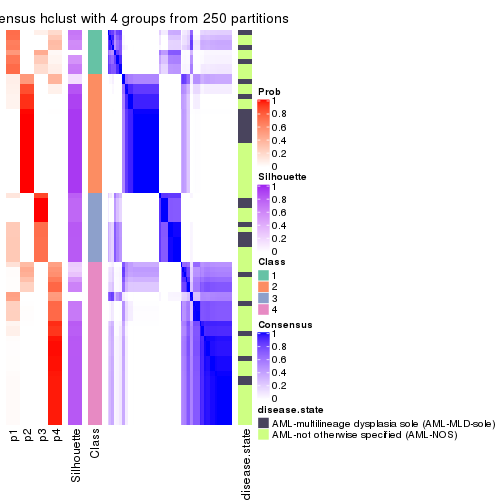 ensus hclust with 4 groups from 250 partitions
Prob
1
0.8
0.6
0.4
0.2
0
Silhouette
1
0.8
0.6
0.4
0.2
0
Class
1
2
3
4
Consensus
1
0.8
0.6
0.4
0.2
0
disease.state
AML-multilineage dysplasia sole (AML-MLD-sole)
AML-not otherwise specified (AML-NOS)
p1
p2
p3
p4
Silhouette
Class
disease.state